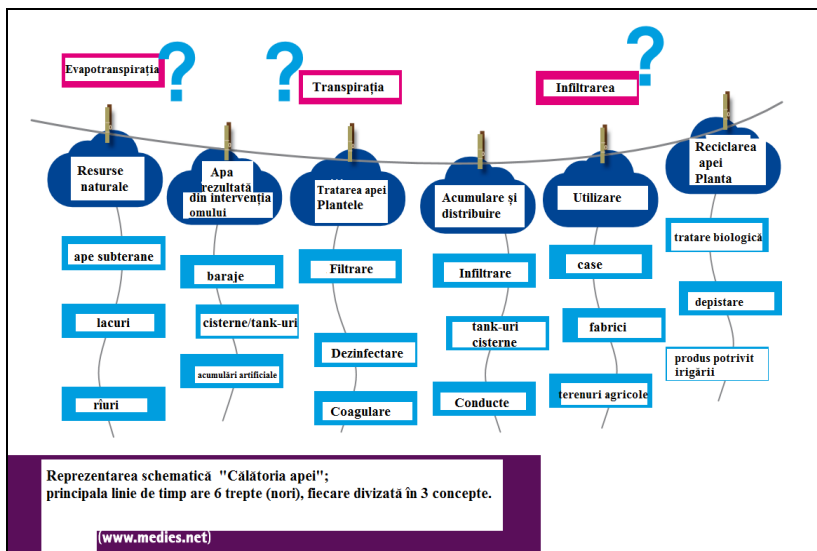 Evapotranspirația
?
?
Transpirația
Infiltrarea
?
Resurse
naturale
Apa
rezultată
din intervenția
omului
Tratarea apei
Plantele
Acumulare și
distribuire
Utilizare
Reciclarea
apei
Planta
ape subterane
lacuri
rîuri
baraje
cisterne/tank-uri
acumulări artificiale
Filtrare
Dezinfectare
Coagulare
Infiltrare
tank-uri
cisterne
Conducte
case
fabrici
terenuri agricole
tratare biologică
depistare
produs potrivit
irigării
Reprezentarea schematică "Călătoria apei";
principala linie de timp are 6 trepte (nori), fiecare divizată în 3 concepte.
(www.medies.net)